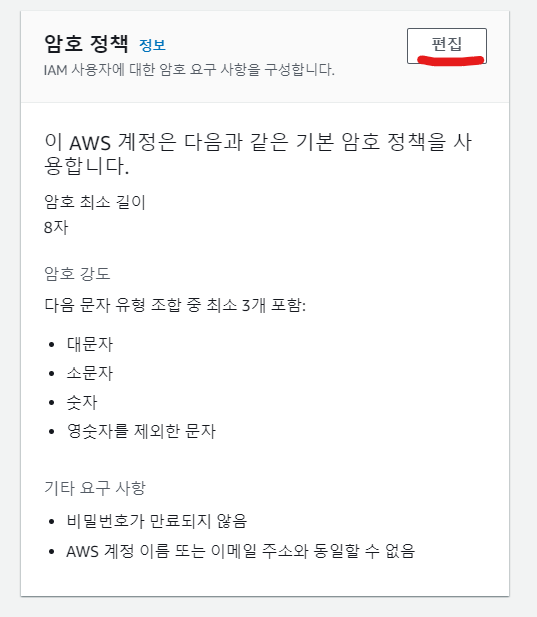 암호 정책 정보
편집
IAM 사용자에 대한 암호 요구 사항을 구성합니다.
이 AWS 계정은 다음과 같은 기본 암호 정책을 사
용합니다.
암호 최소 길이
8자
암호 강도
다음 문자 유형 조합 중 최소 3개 포함:
• 대문자
• 소문자
• 숫자
• 영숫자를 제외한 문자
기타 요구 사항
• 비밀번호가 만료되지 않음
• AWS 계정 이름 또는 이메일 주소와 동일할 수 없음